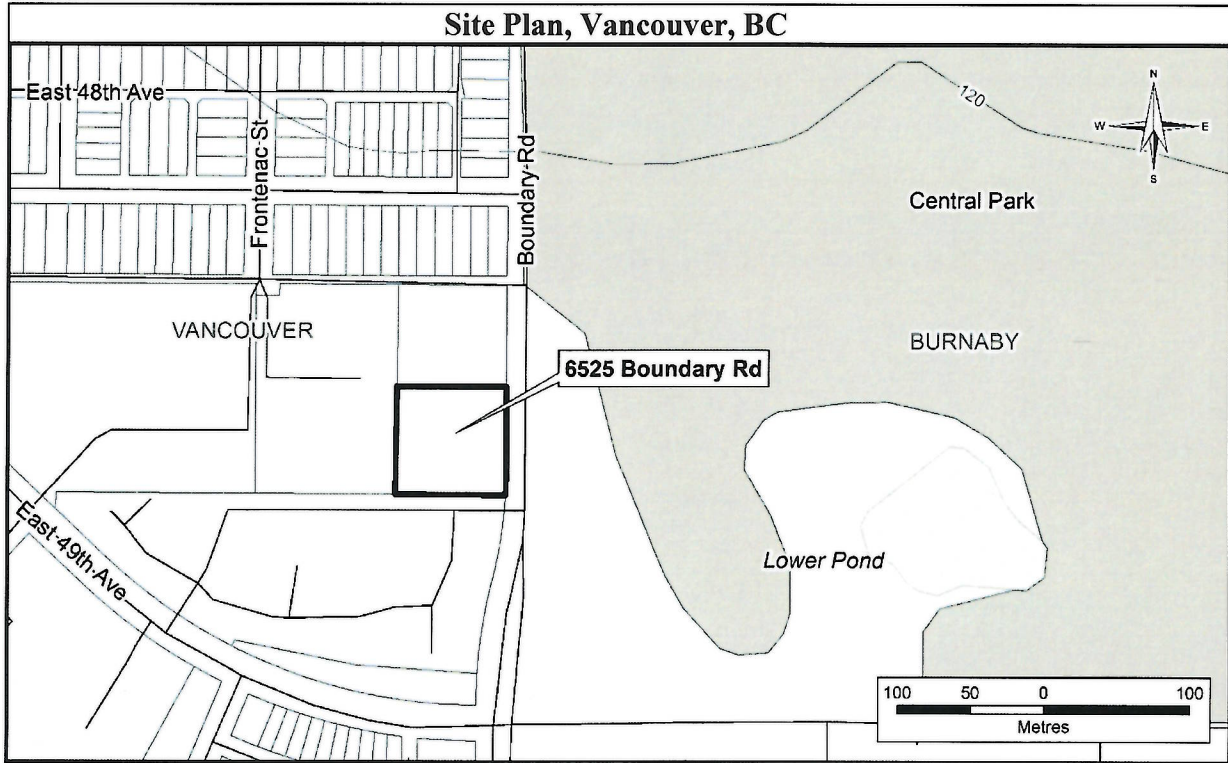 Site Plan, Vancouver, BC
East 48th Ave
Frontenac St
Boundary Rd
120
N
W
E
S
Central Park
VANCOUVER
BURNABY
6525 Boundary Rd
East 49th Ave
Lower Pond
100 50 0 100
Metres